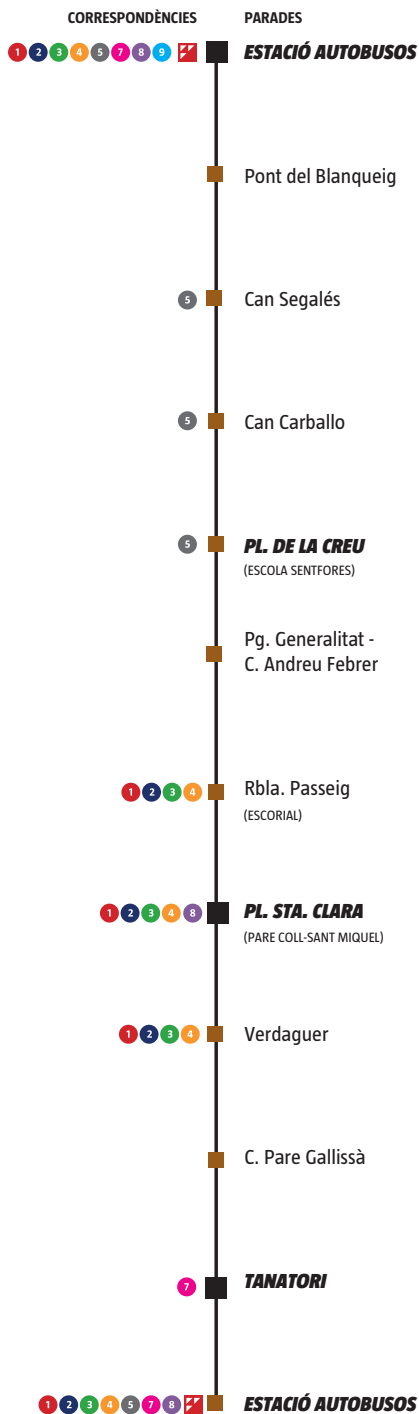 CORRESPONDÈNCIES PARADES
1 2 3 4 5 7 8 9 ESTACIÓ AUTOBUSOS
Pont del Blanqueig
5 Can Segalés
5 Can Carballo
5 PL. DE LA CREU
(ESCOLA SENTFORES)
Pg. Generalitat -
C. Andreu Febrer
1 2 3 4 Rbla. Passeig
(ESCORIAL)
1 2 3 4 8 PL. STA. CLARA
(PARE COLL-SANT MIQUEL)
1 2 3 4 Verdaguer
C. Pare Gallissà
7 TANATORI
1 2 3 4 5 7 8 ESTACIÓ AUTOBUSOS